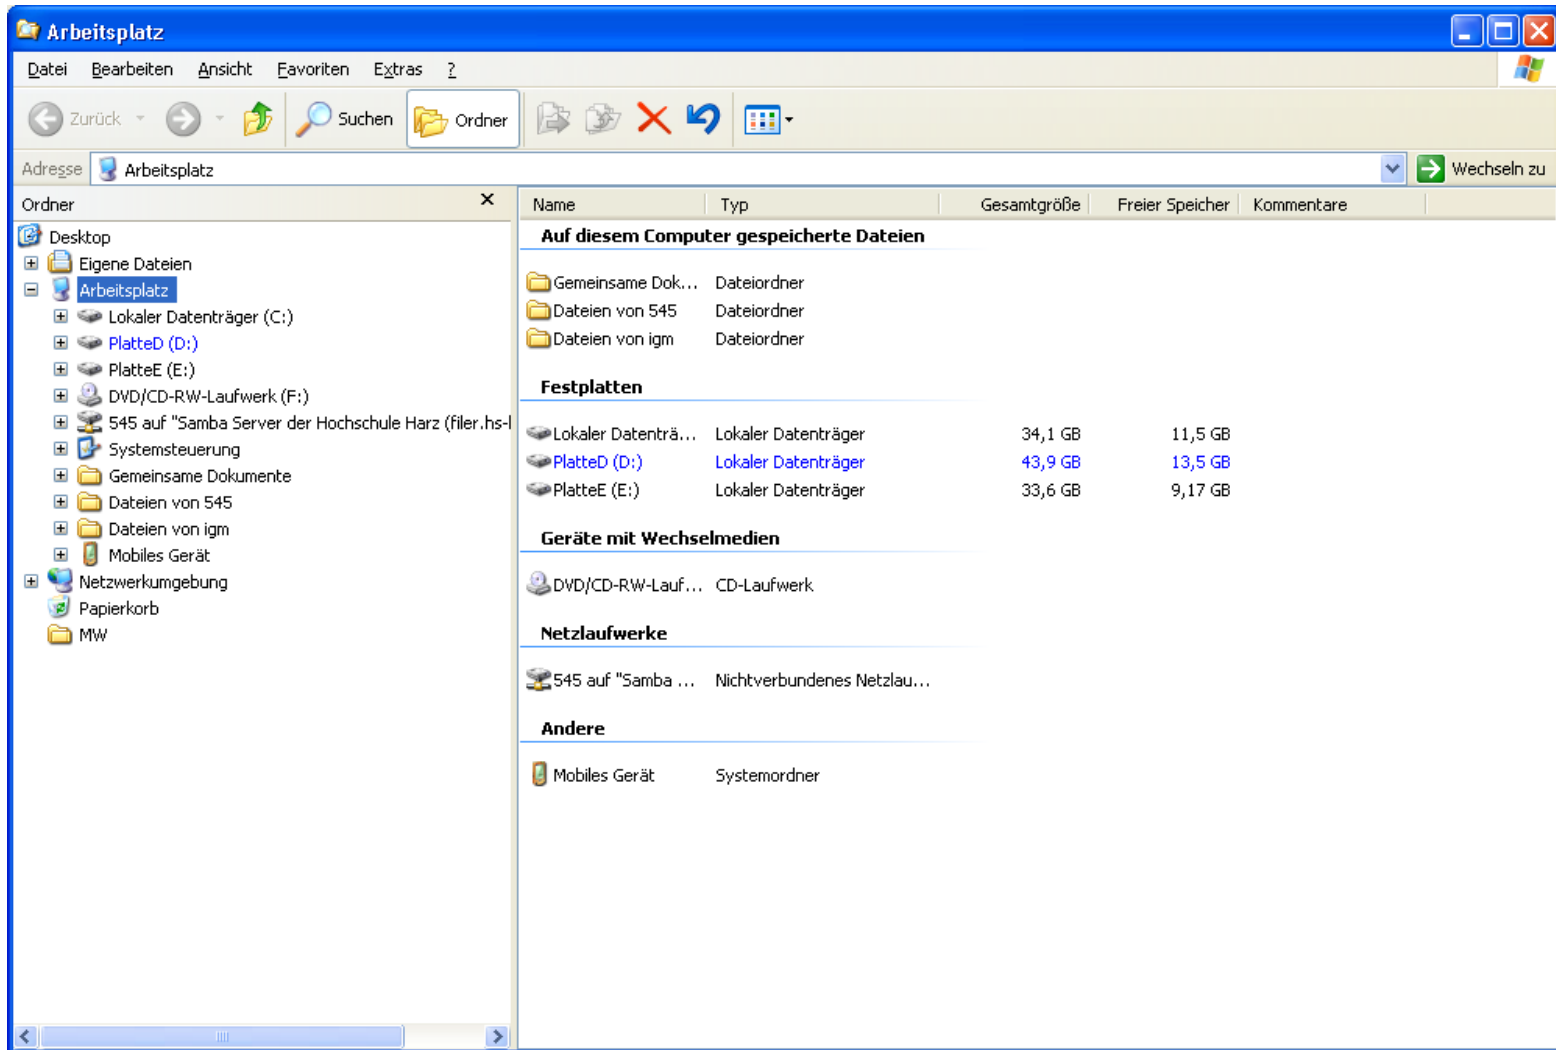 Arbeitsplatz
Datei Bearbeiten Ansicht Favoriten Extras ?
Zurück Suchen Ordner
Adresse Arbeitsplatz Wechseln zu
Ordner
Desktop
Eigene Dateien
Arbeitsplatz
Lokaler Datenträger (C:)
PlatteD (D:)
PlatteE (E:)
DVD/CD-RW-Laufwerk (F:)
545 auf "Samba Server der Hochschule Harz (filer.hs-
Systemsteuerung
Gemeinsame Dokumente
Dateien von 545
Dateien von igm
Mobiles Gerät
Netzwerkumgebung
Papierkorb
MW
Name Typ Gesamtgröße Freier Speicher Kommentare
Auf diesem Computer gespeicherte Dateien
Gemeinsame Dok... Dateiordner
Dateien von 545 Dateiordner
Dateien von igm Dateiordner
Festplatten
Lokaler Datenträ... Lokaler Datenträger 34,1 GB 11,5 GB
PlatteD (D:) Lokaler Datenträger 43,9 GB 13,5 GB
PlatteE (E:) Lokaler Datenträger 33,6 GB 9,17 GB
Geräte mit Wechselmedien
DVD/CD-RW-Lauf... CD-Laufwerk
Netzlaufwerke
545 auf "Samba ... Nichtverbundenes Netzlau...
Andere
Mobiles Gerät Systemordner